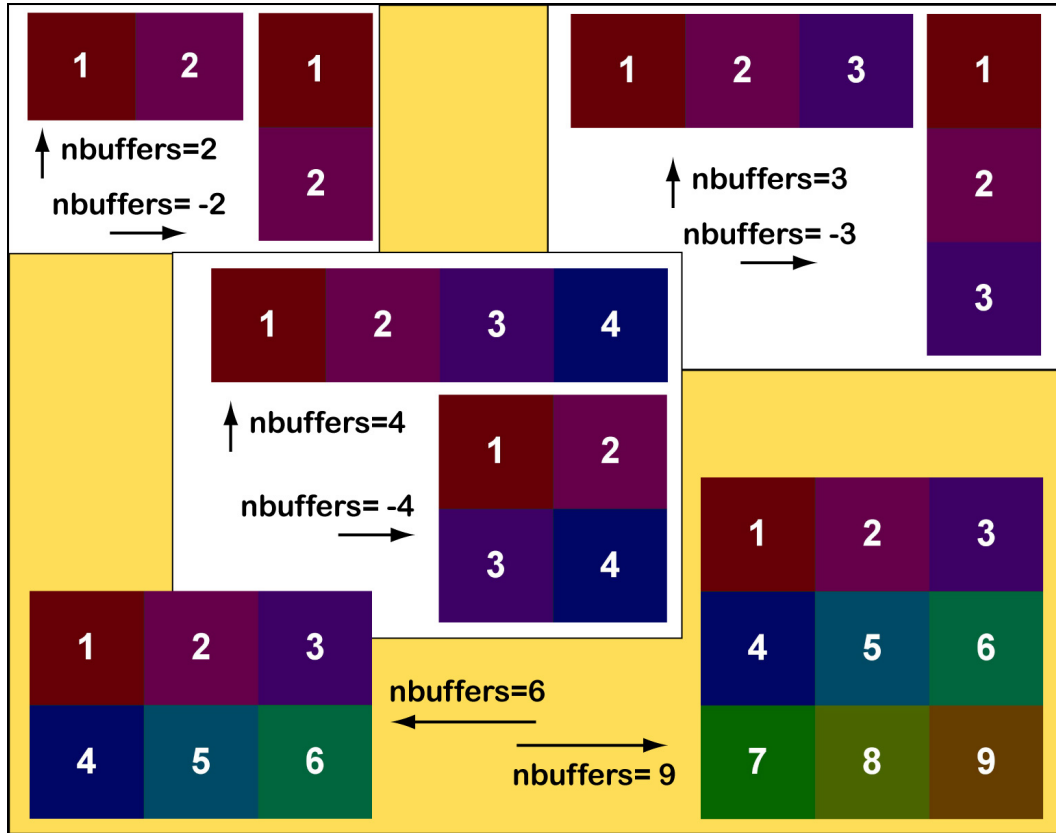 1 2
1
2
nbuffers=2
nbuffers= -2
1 2 3
1
2
3
nbuffers=3
nbuffers= -3
1 2 3 4
nbuffers=4
1 2
3 4
nbuffers= -4
1 2 3
4 5 6
nbuffers=6
nbuffers= 9
1 2 3
4 5 6
7 8 9